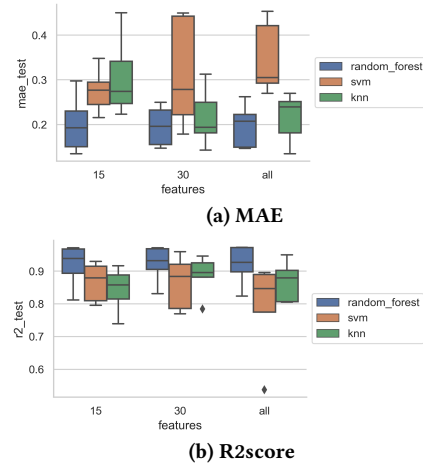 0.4
0.3
0.2
mae_test
15
30
all
features
random_forest
svm
knn
(a) MAE
0.9
0.8
0.7
0.6
r2_test
15
30
all
features
random_forest
svm
knn
(b) R2score